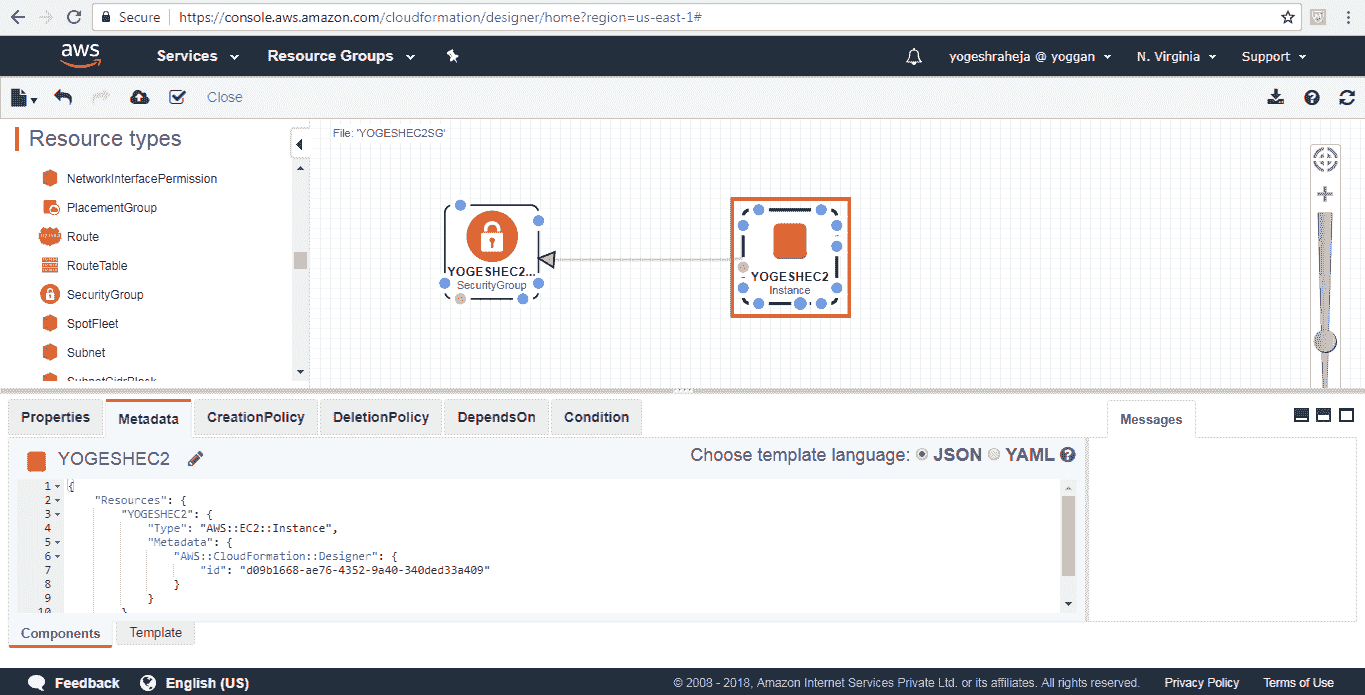 Secure https://console.aws.amazon.com/cloudformation/designer/home?region=us-east-1#
aws Services Resource Groups yogeshraheja @ yoggan N. Virginia Support
Close
Resource types
NetworkInterfacePermission
PlacementGroup
Route
RouteTable
SecurityGroup
SpotFleet
Subnet
SubnetCidrBlock
File: 'YOGESHEC2SG'
YOGESHEC2...
SecurityGroup
YOGESHEC2
Instance
Properties Metadata CreationPolicy DeletionPolicy DependsOn Condition
Messages
YOGESHEC2
Choose template language: JSON YAML
1 {
2 "Resources": {
3 "YOGESHEC2": {
4 "Type": "AWS::EC2::Instance",
5 "Metadata": {
6 "AWS::CloudFormation::Designer": {
7 "id": "d09b1668-ae76-4352-9a40-340ded33a409"
8 }
9 }
10 }
Components Template
Feedback English (US) © 2008 - 2018, Amazon Internet Services Private Ltd. or its affiliates. All rights reserved. Privacy Policy Terms of Use